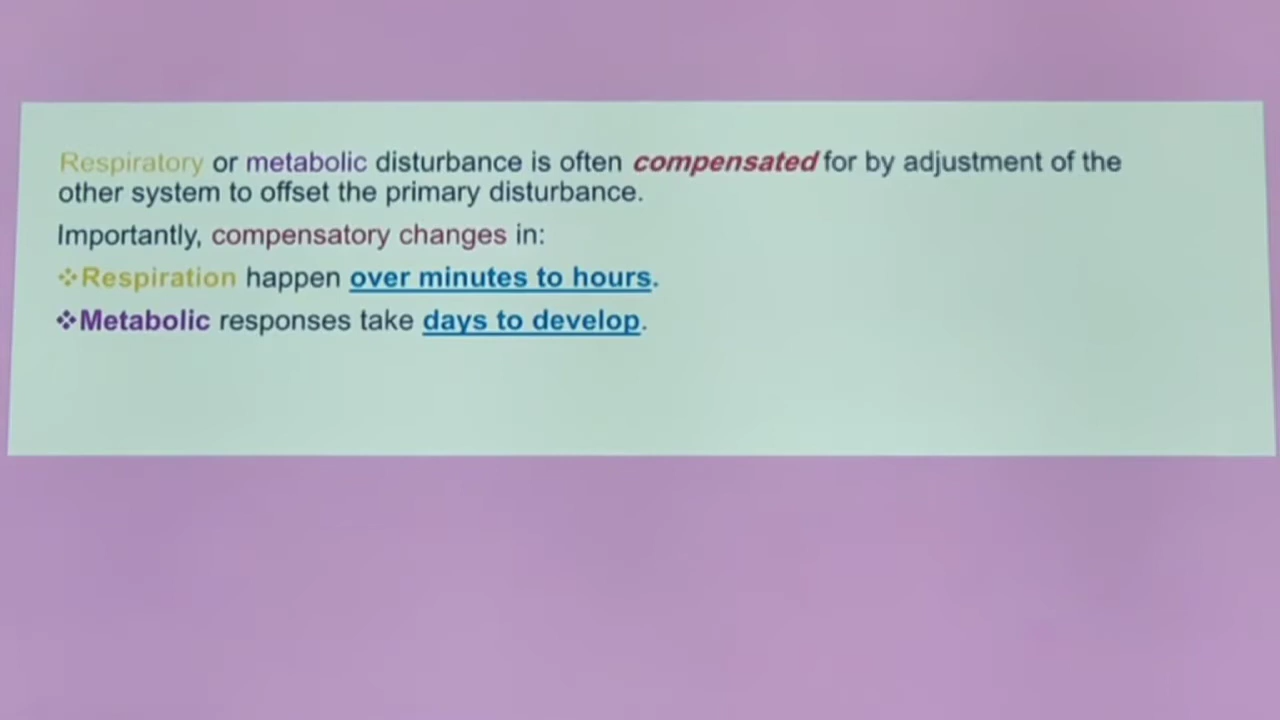 Respiratory or metabolic disturbance is often compensated for by adjustment of the
other system to offset the primary disturbance.
Importantly, compensatory changes in:
❖Respiration happen over minutes to hours.
❖Metabolic responses take days to develop.